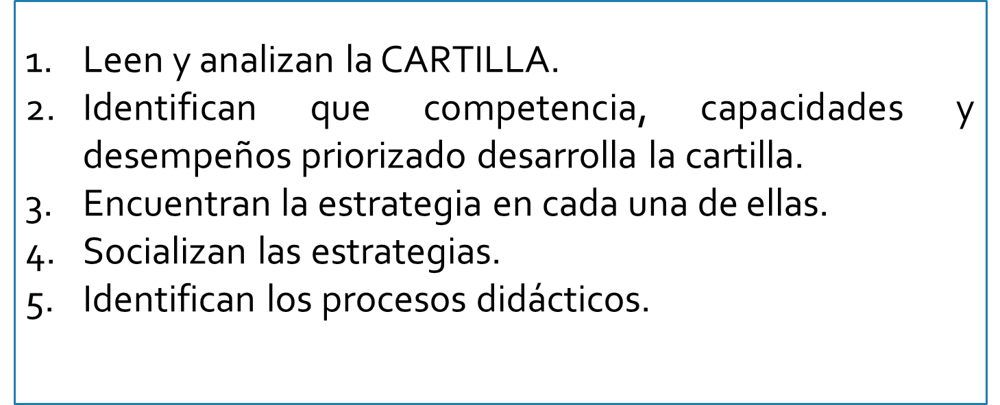 1. Leen y analizan la CARTILLA.
2. Identifican que competencia, capacidades y
desempeños priorizado desarrolla la cartilla.
3. Encuentran la estrategia en cada una de ellas.
4. Socializan las estrategias.
5. Identifican los procesos didácticos.